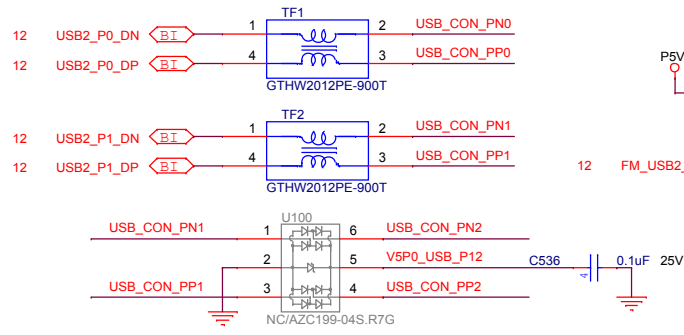 TF1
12 USB2_P0_DN BI 1 2 USB_CON_PN0
12 USB2_P0_DP BI 4 3 USB_CON_PP0
GTHW2012PE-900T
P5V
TF2
12 USB2_P1_DN BI 1 2 USB_CON_PN1
12 USB2_P1_DP BI 4 3 USB_CON_PP1
GTHW2012PE-900T
12 FM_USB2_
U100
USB_CON_PN1 1 6 USB_CON_PN2
2 5 V5P0_USB_P12 C536 4 0.1uF 25V
USB_CON_PP1 3 4 USB_CON_PP2
NC/AZC199-04S.R7G